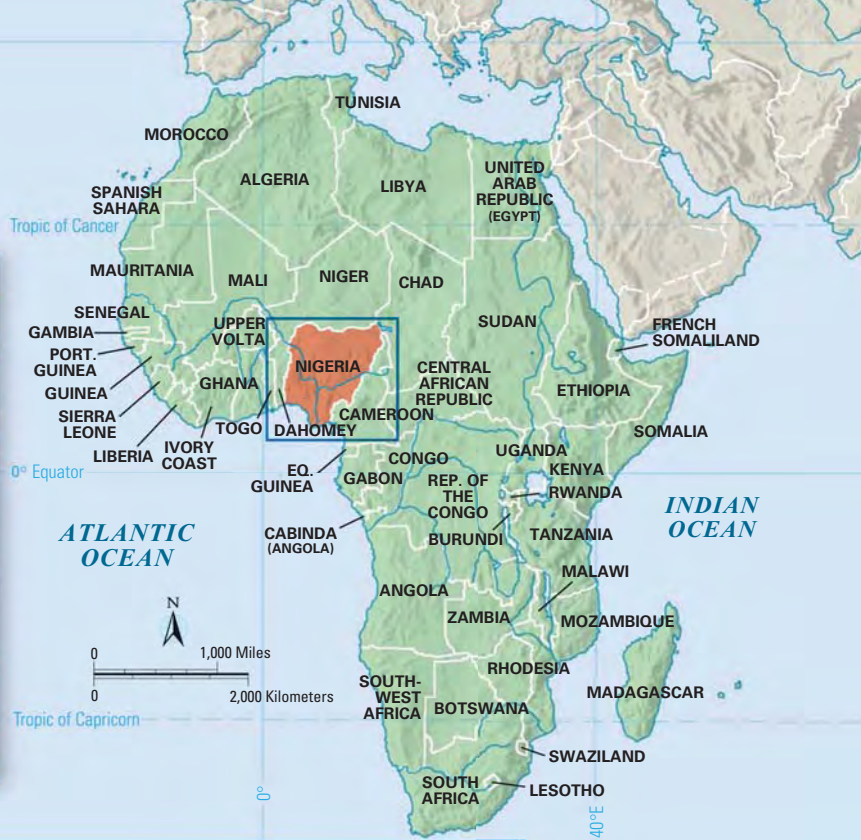 TUNISIA
MOROCCO
ALGERIA
LIBYA
UNITED
ARAB
REPUBLIC
(EGYPT)
SPANISH
SAHARA
Tropic of Cancer
MAURITANIA
MALI
NIGER
CHAD
SENEGAL
GAMBIA
PORT.
GUINEA
GUINEA
SIERRA
LEONE
LIBERIA
IVORY
COAST
UPPER
VOLTA
GHANA
TOGO
DAHOMEY
NIGERIA
CAMEROON
SUDAN
FRENCH
SOMALILAND
CENTRAL
AFRICAN
REPUBLIC
ETHIOPIA
SOMALIA
0° Equator
EQ.
GUINEA
GABON
CONGO
REP. OF
THE
CONGO
UGANDA
KENYA
RWANDA
BURUNDI
TANZANIA
INDIAN
OCEAN
ATLANTIC
OCEAN
CABINDA
(ANGOLA)
ANGOLA
ZAMBIA
MALAWI
MOZAMBIQUE
N
0
1,000 Miles
0
2,000 Kilometers
RHODESIA
SOUTH-
WEST
AFRICA
BOTSWANA
MADAGASCAR
Tropic of Capricorn
SWAZILAND
SOUTH
AFRICA
LESOTHO
0°
40°E